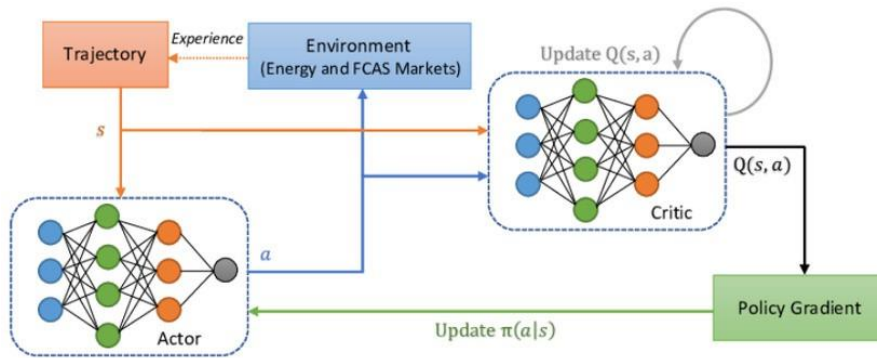 Trajectory
Experience
Environment
(Energy and FCAS Markets)
Update Q(s, a)
s
Critic
Q(s, a)
a
Actor
Update π(a|s)
Policy Gradient